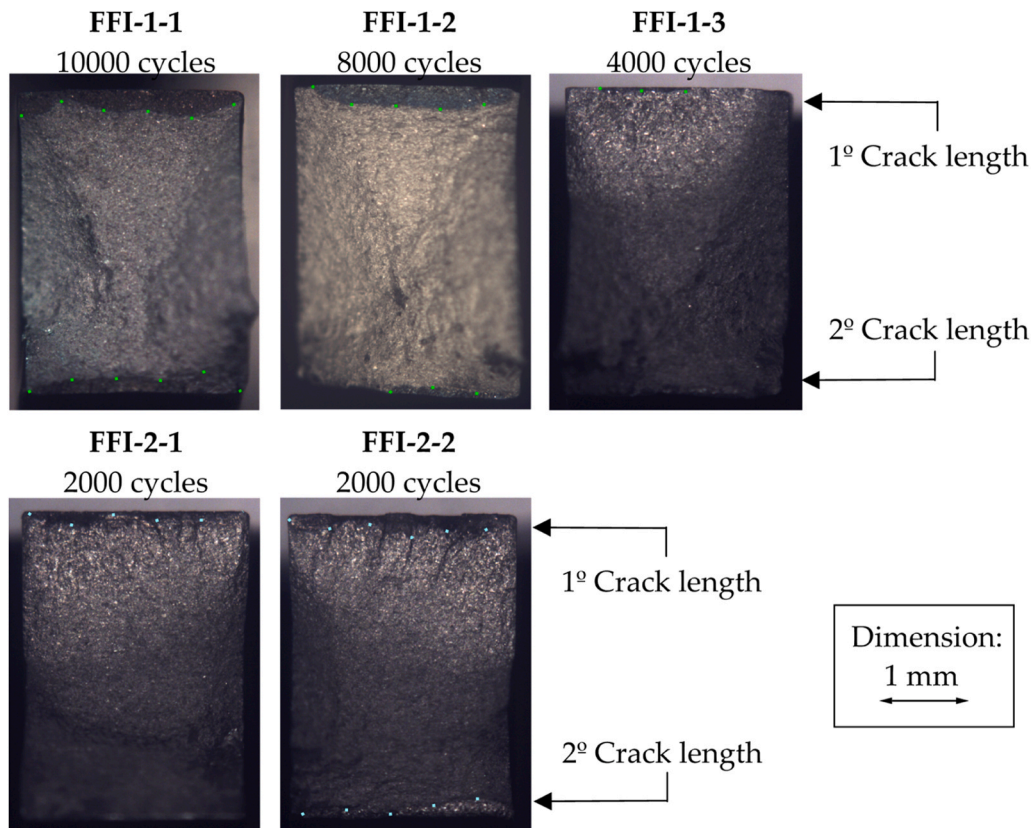 FFI-1-1
10000 cycles
FFI-1-2
8000 cycles
FFI-1-3
4000 cycles
1º Crack length
2º Crack length
FFI-2-1
2000 cycles
FFI-2-2
2000 cycles
1º Crack length
2º Crack length
Dimension:
1 mm